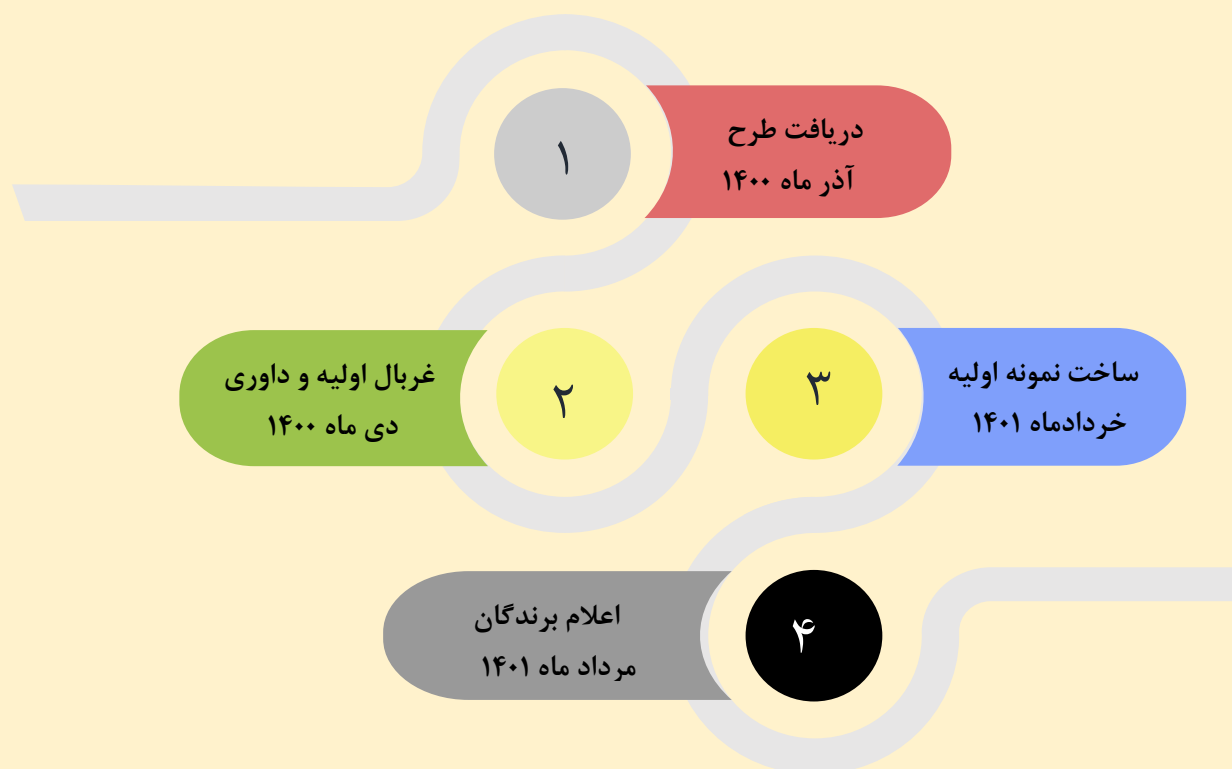 ۱
دریافت طرح
آذر ماه ۱۴۰۰
۲
غربال اولیه و داوری
دی ماه ۱۴۰۰
۳
ساخت نمونه اولیه
خردادماه ۱۴۰۱
۴
اعلام برندگان
مرداد ماه ۱۴۰۱